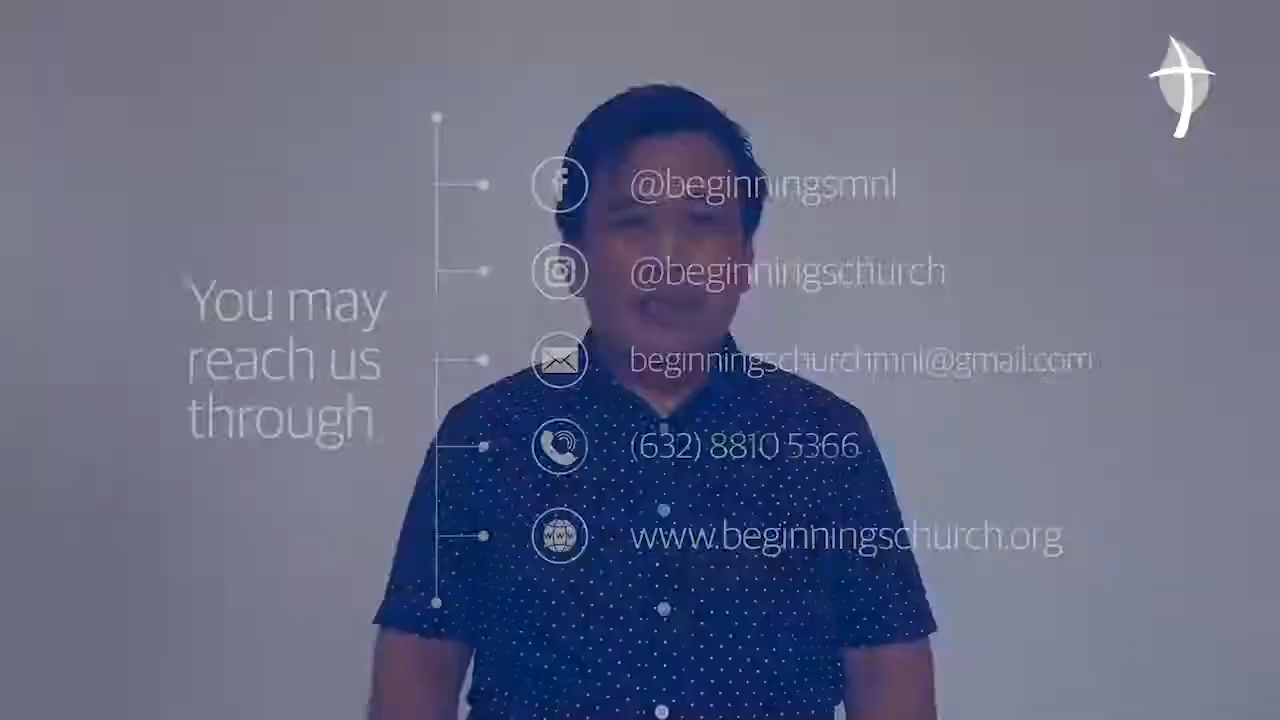 You may
reach us
through
@beginningsmnl
@beginningschurch
beginningschurchmnl@gmail.com
(632) 8810 5366
www.beginningschurch.org